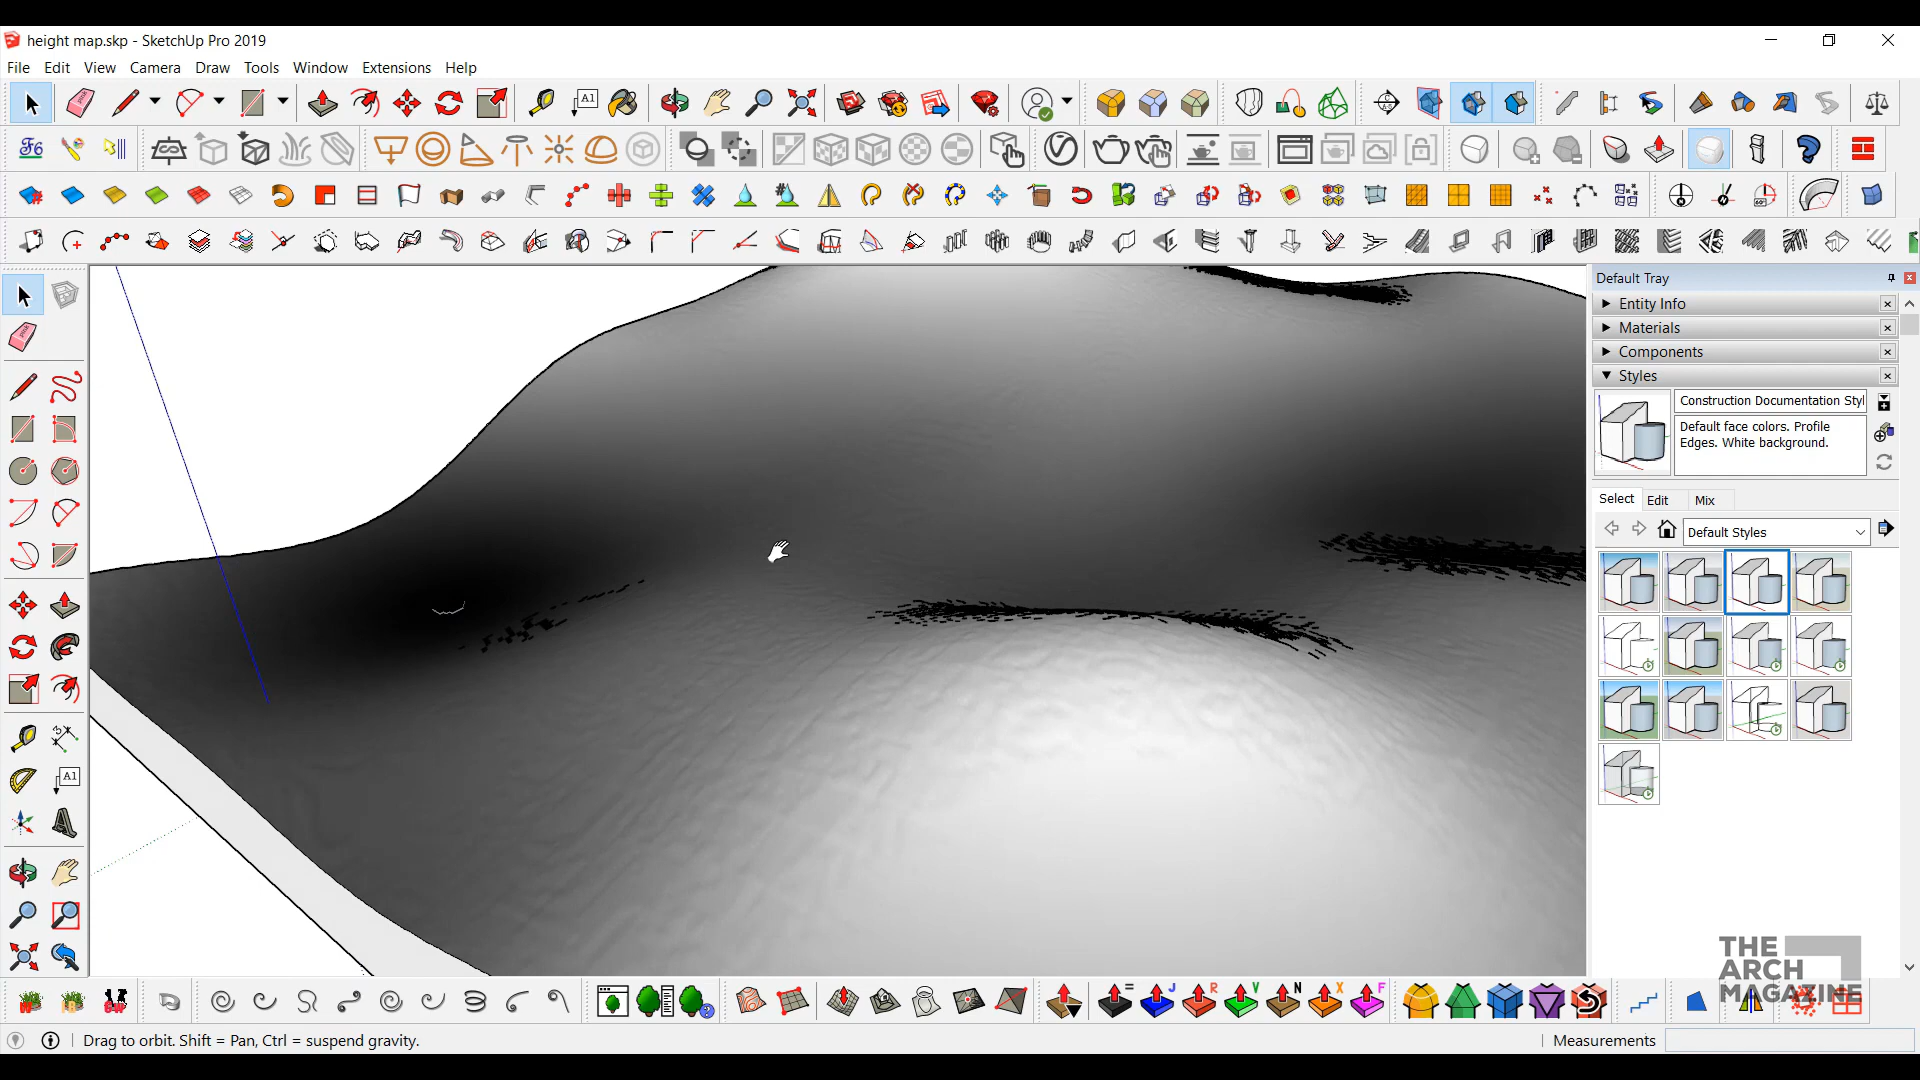 height map.skp - SketchUp Pro 2019
File Edit View Camera Draw Tools Window Extensions Help
A1
Default Tray
Entity Info
Materials
Components
Styles
Construction Documentation Styl
Default face colors. Profile
Edges. White background.
Select Edit Mix
Default Styles
A1
THE
ARCH
MAGAZINE
= J R V N X F
Drag to orbit. Shift = Pan, Ctrl = suspend gravity.
Measurements